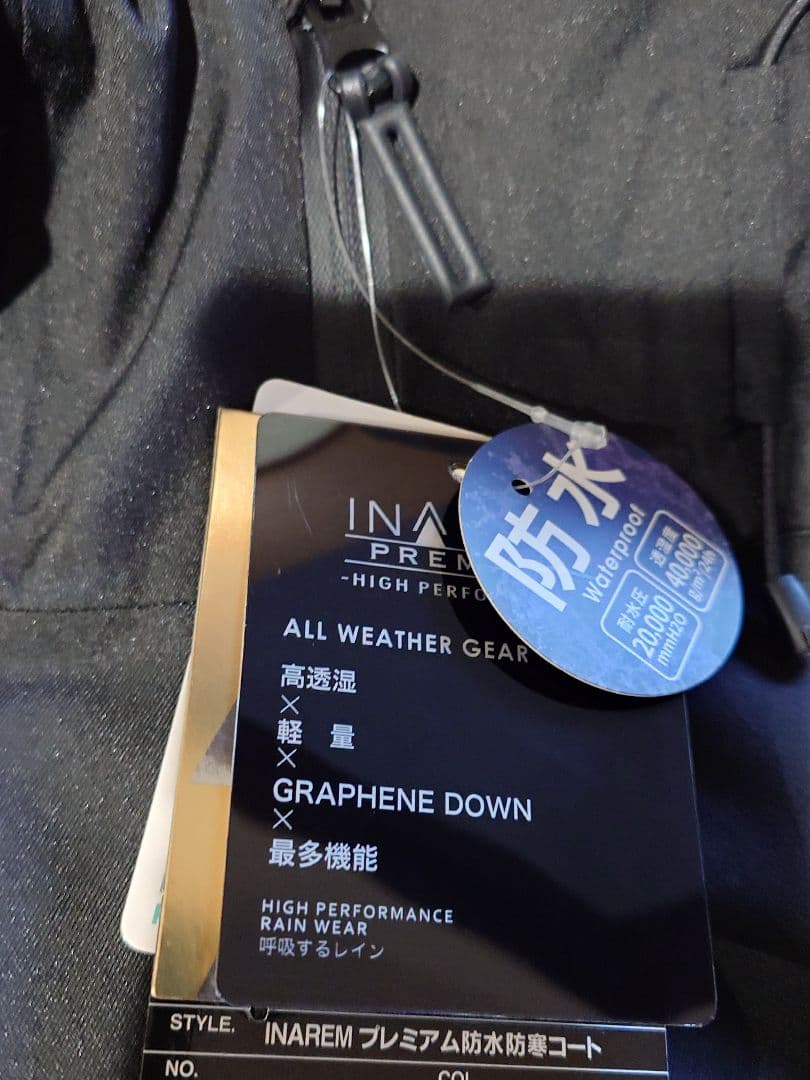 INA
PREM
-HIGH PERFO
ALL WEATHER GEAR
高透湿
×
軽 量
×
GRAPHENE DOWN
×
最多機能
HIGH PERFORMANCE
RAIN WEAR
呼吸するレイン
防水
Waterproof
耐水圧
20,000
mmH2O
透湿度
40,000
g/m²/24h
STYLE. INAREM プレミアム防水防寒コート
NO. COL